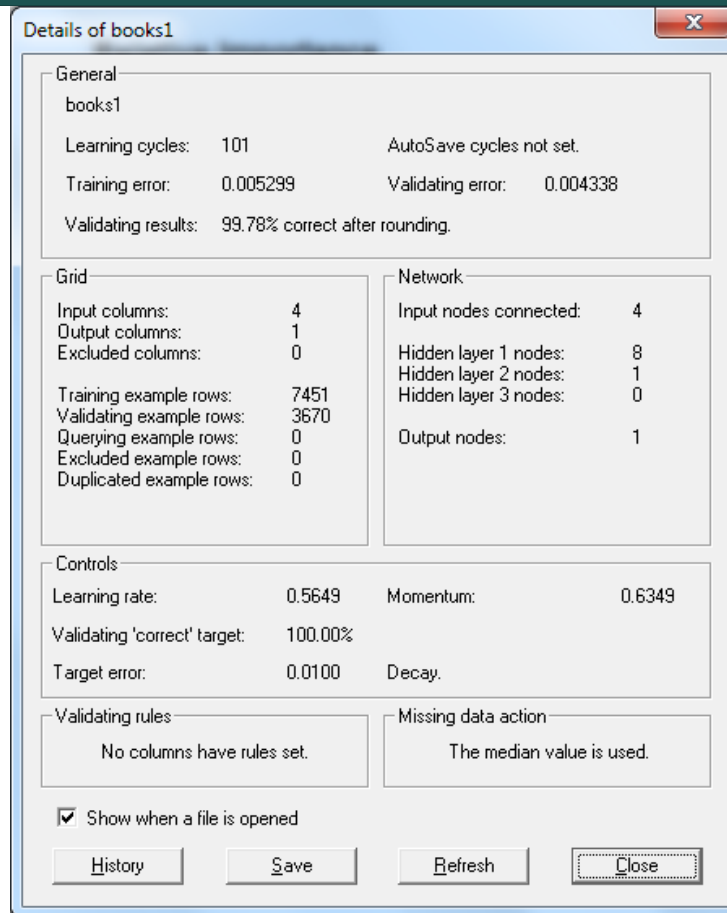 Details of books1
General
books1
Learning cycles: 101 AutoSave cycles not set.
Training error: 0.005299 Validating error: 0.004338
Validating results: 99.78% correct after rounding.
Grid
Input columns: 4
Output columns: 1
Excluded columns: 0
Training example rows: 7451
Validating example rows: 3670
Querying example rows: 0
Excluded example rows: 0
Duplicated example rows: 0
Network
Input nodes connected: 4
Hidden layer 1 nodes: 8
Hidden layer 2 nodes: 1
Hidden layer 3 nodes: 0
Output nodes: 1
Controls
Learning rate: 0.5649 Momentum: 0.6349
Validating 'correct' target: 100.00%
Target error: 0.0100 Decay.
Validating rules
No columns have rules set.
Missing data action
The median value is used.
Show when a file is opened
History Save Refresh Close